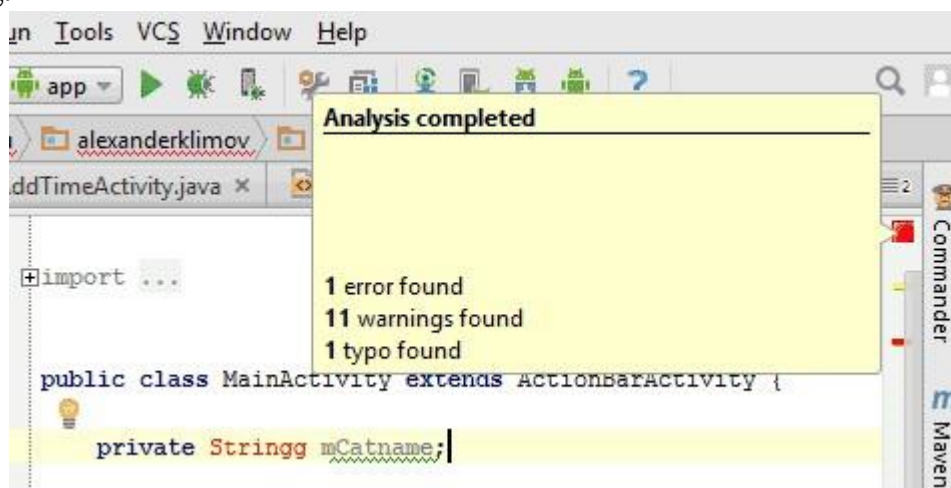 un Tools VCS Window Help
app
?
Analysis completed
alexanderklimov
ddTimeActivity.java
2
Commander
import ...
1 error found
11 warnings found
1 typo found
public class MainActivity extends ActionBarActivity {
private Stringg mCatname;
m
Maven